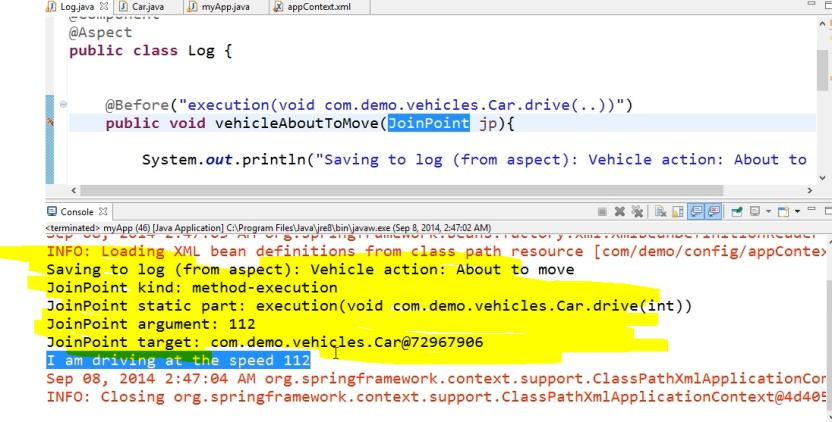 Log.java Car.java myApp.java appContext.xml
@Component
@Aspect
public class Log {
@Before("execution(void com.demo.vehicles.Car.drive(..))")
public void vehicleAboutToMove(JoinPoint jp){
System.out.println("Saving to log (from aspect): Vehicle action: About to
Console
<terminated> myApp (46) [Java Application] C:\Program Files\Java\jre8\bin\javaw.exe (Sep 8, 2014, 2:47:02 AM)
Sep 08, 2014 2:47:03 AM org.springframework.beans.factory.xml.XmlBeanDefinitionReader
INFO: Loading XML bean definitions from class path resource [com/demo/config/appContex
Saving to log (from aspect): Vehicle action: About to move
JoinPoint kind: method-execution
JoinPoint static part: execution(void com.demo.vehicles.Car.drive(int))
JoinPoint argument: 112
JoinPoint target: com.demo.vehicles.Car@72967906
I am driving at the speed 112
Sep 08, 2014 2:47:04 AM org.springframework.context.support.ClassPathXmlApplicationCon
INFO: Closing org.springframework.context.support.ClassPathXmlApplicationContext@4d405